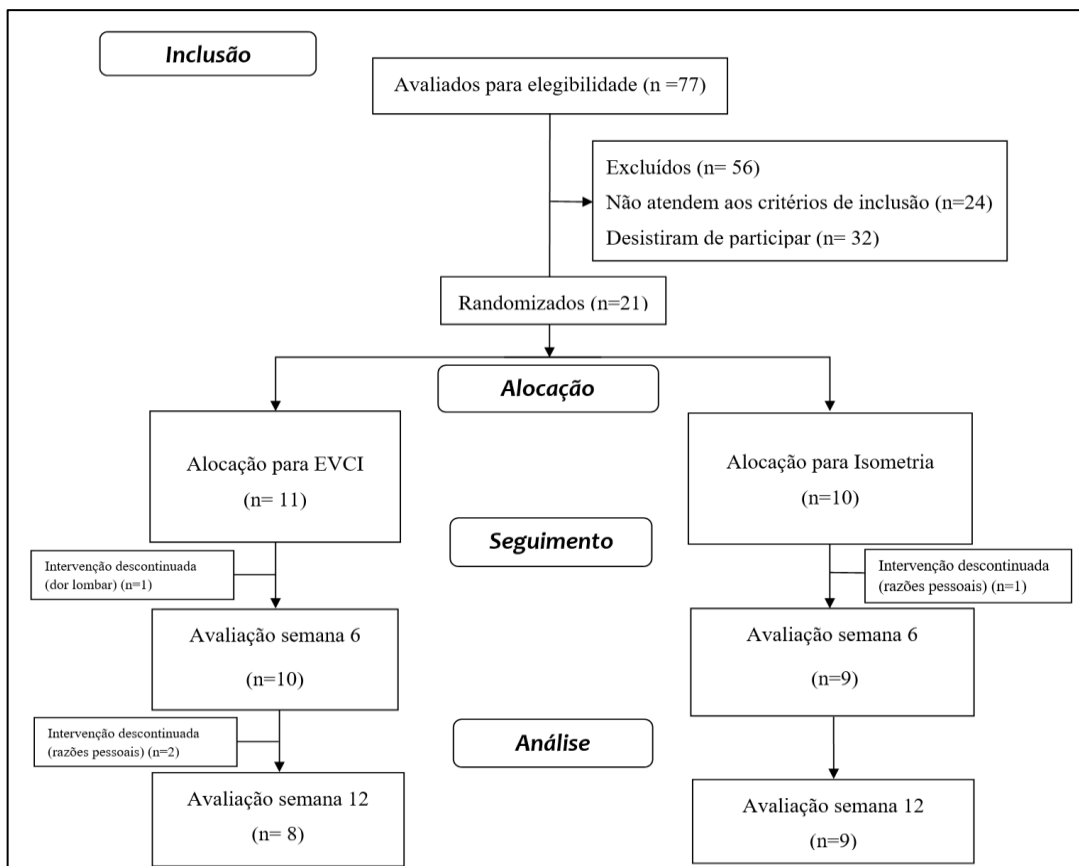 Inclusão
Avaliados para elegibilidade (n =77)
Excluídos (n= 56)
Não atendem aos critérios de inclusão (n=24)
Desistiram de participar (n= 32)
Randomizados (n=21)
Alocação
Alocação para EVCI
(n= 11)
Alocação para Isometria
(n=10)
Seguimento
Intervenção descontinuada
(dor lombar) (n=1)
Intervenção descontinuada
(razões pessoais) (n=1)
Avaliação semana 6
(n=10)
Avaliação semana 6
(n=9)
Intervenção descontinuada
(razões pessoais) (n=2)
Análise
Avaliação semana 12
(n= 8)
Avaliação semana 12
(n=9)